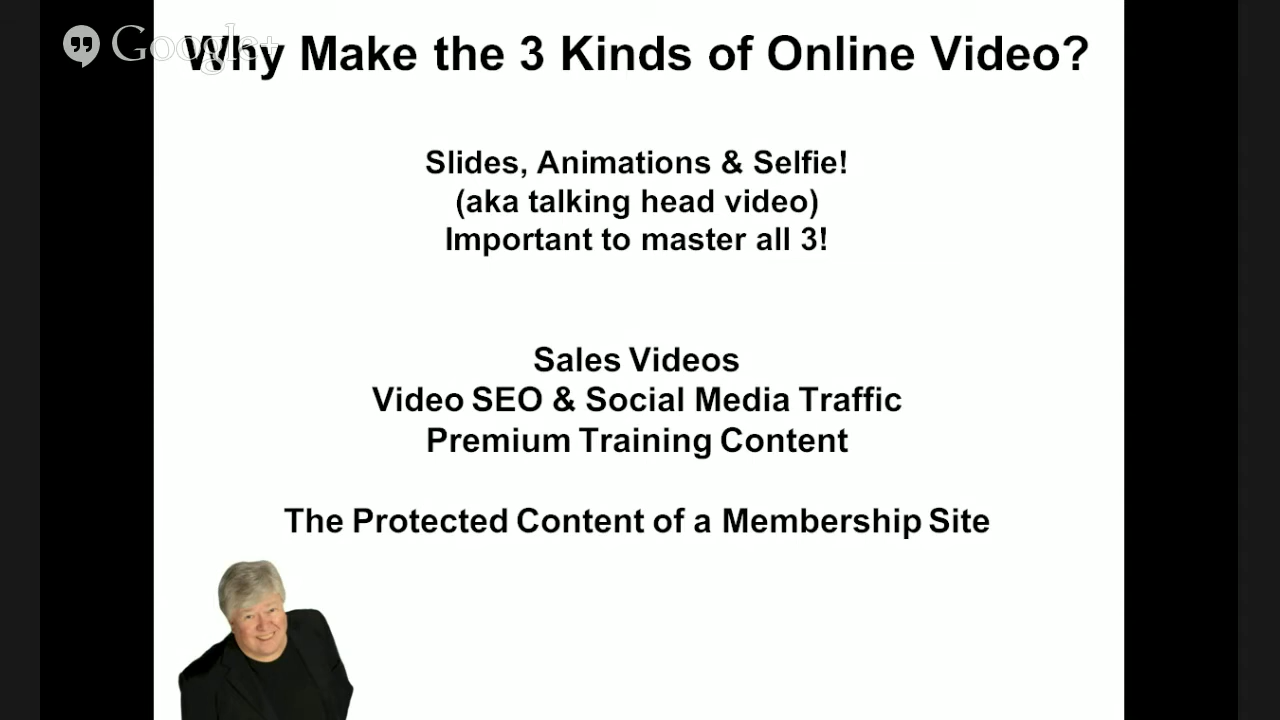 Google+
Why Make the 3 Kinds of Online Video?
Slides, Animations & Selfie!
(aka talking head video)
Important to master all 3!
Sales Videos
Video SEO & Social Media Traffic
Premium Training Content
The Protected Content of a Membership Site